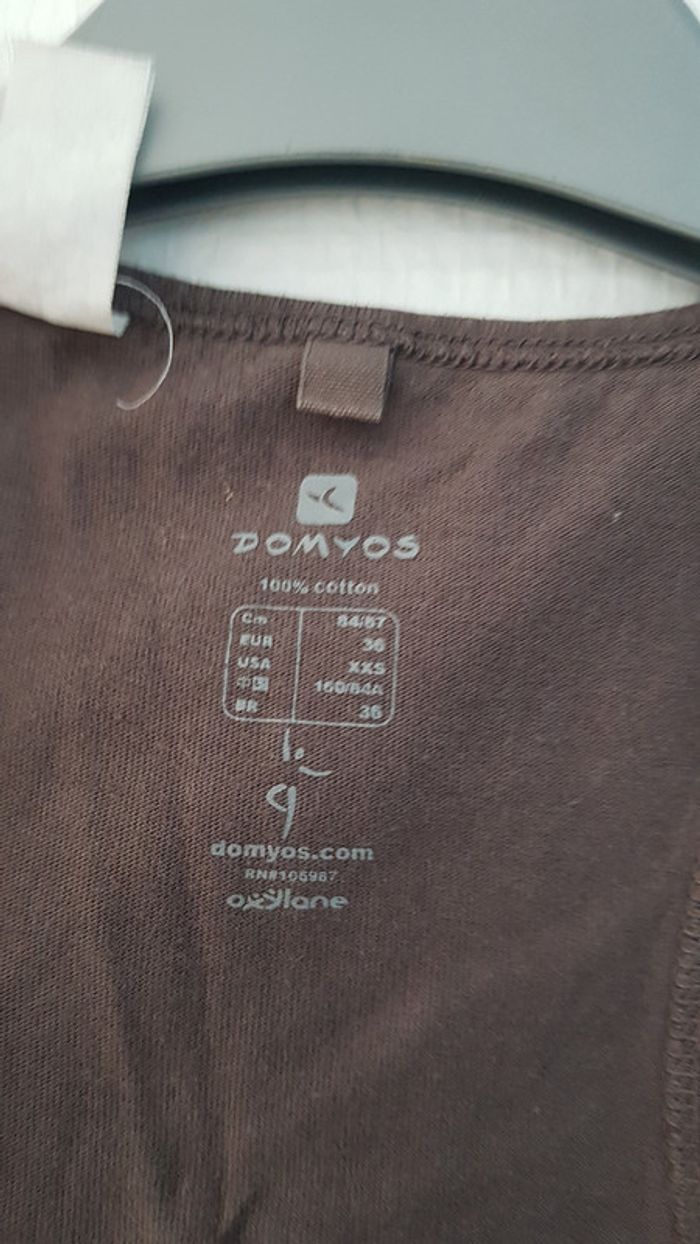 DOMYOS
100% cotton
Cm 84/87
EUR 36
USA XXS
中国 160/84A
BR 36
domyos.com
RN#105987
oxylane